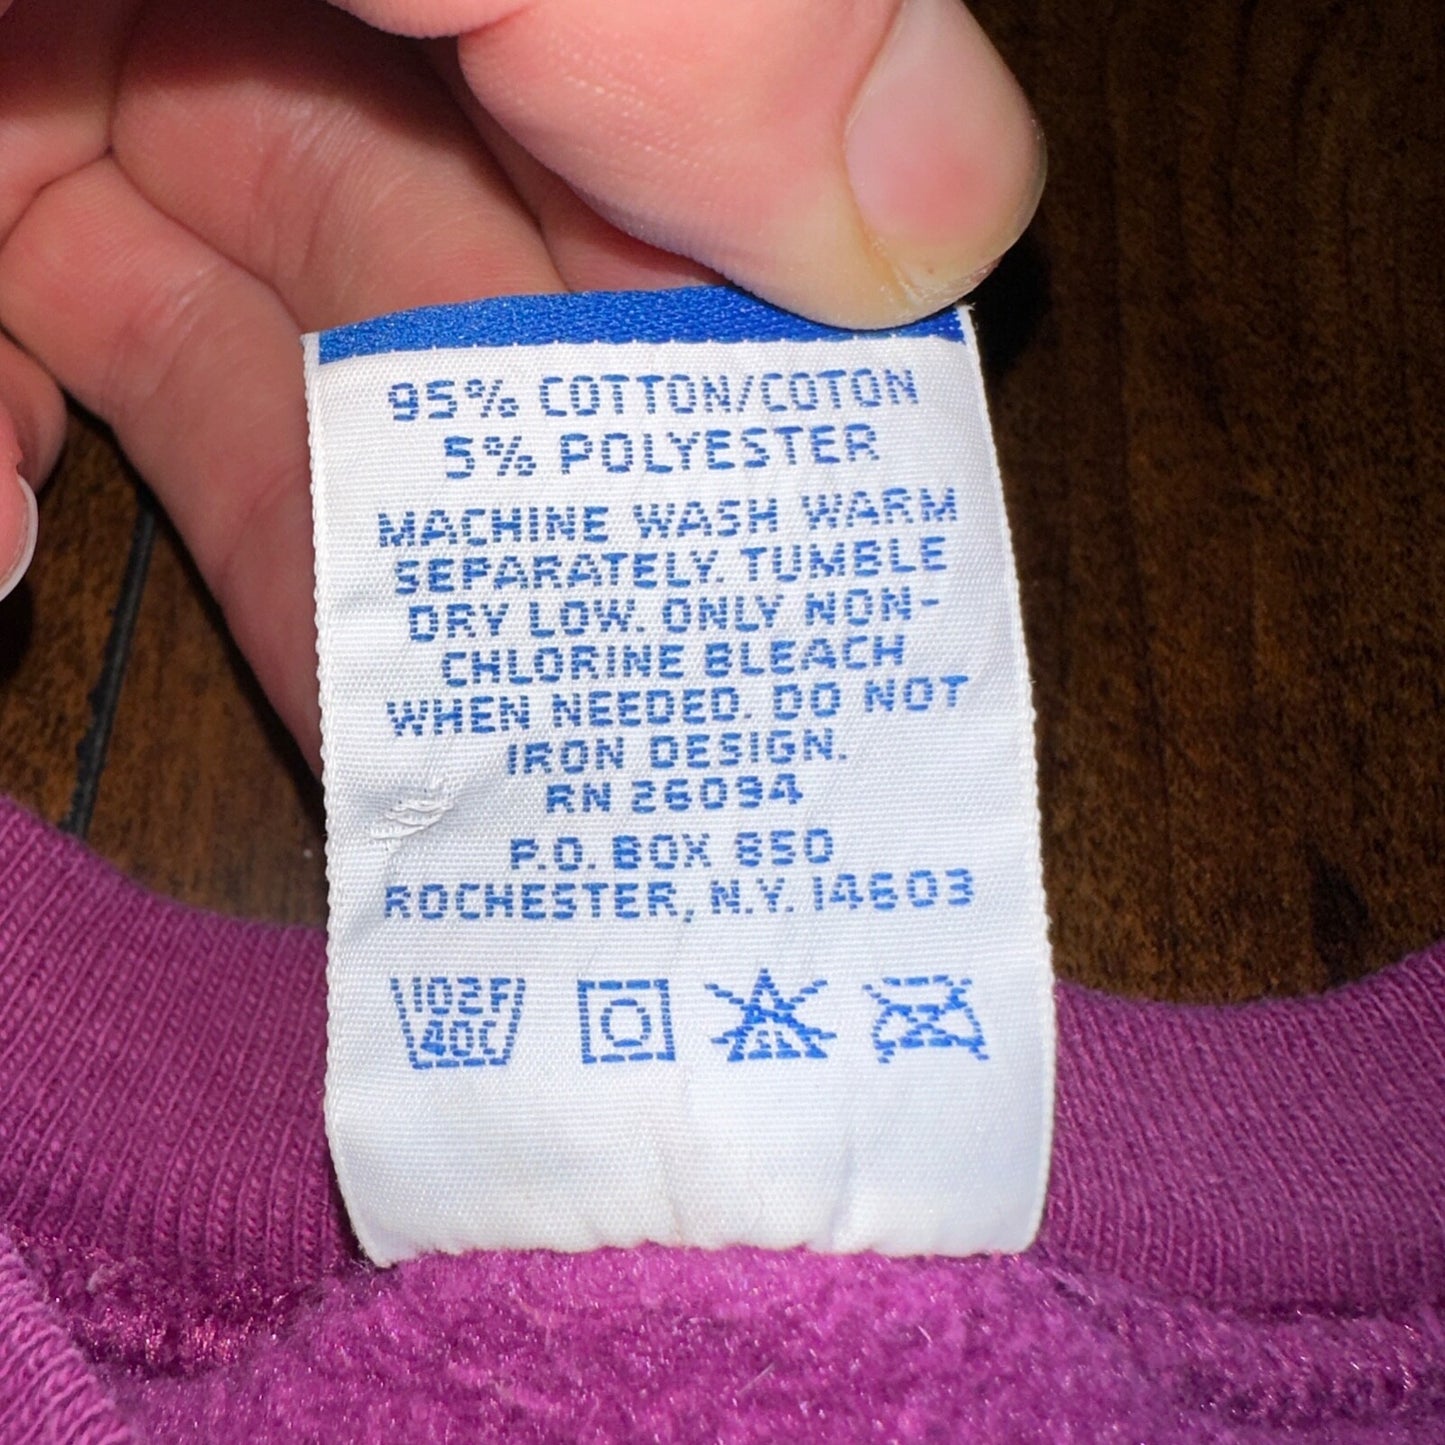 95% COTTON/COTON
5% POLYESTER
MACHINE WASH WARM
SEPARATELY. TUMBLE
DRY LOW. ONLY NON-
CHLORINE BLEACH
WHEN NEEDED. DO NOT
IRON DESIGN.
RN 26094
P.O. BOX 850
ROCHESTER, N.Y. 14603
102F
40C
CL